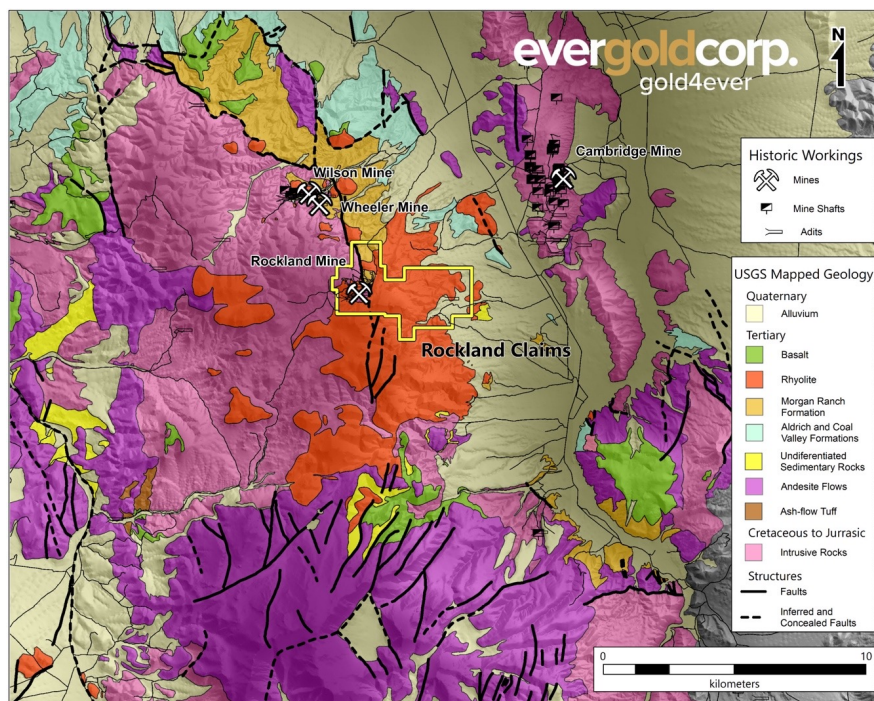 evergoldcorp.
gold4ever
N
Cambridge Mine
Wilson Mine
Wheeler Mine
Rockland Mine
Rockland Claims
Historic Workings
Mines
Mine Shafts
Adits
USGS Mapped Geology
Quaternary
Alluvium
Tertiary
Basalt
Rhyolite
Morgan Ranch
Formation
Aldrich and Coal
Valley Formations
Undifferentiated
Sedimentary Rocks
Andesite Flows
Ash-flow Tuff
Cretaceous to Jurrasic
Intrusive Rocks
Structures
Faults
Inferred and
Concealed Faults
0 10
kilometers